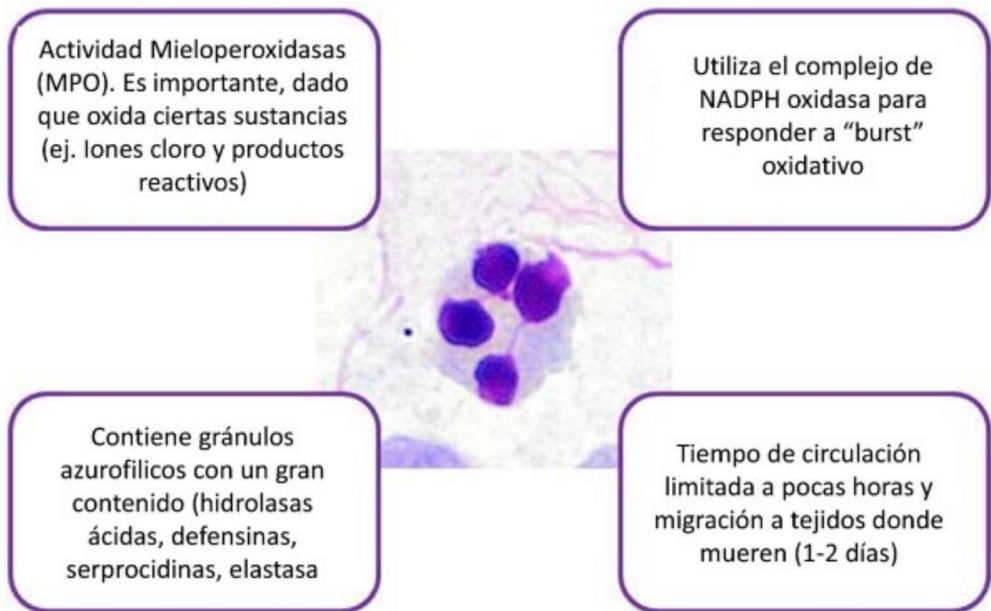 Actividad Mieloperoxidasas
(MPO). Es importante, dado
que oxida ciertas sustancias
(ej. Iones cloro y productos
reactivos)
Utiliza el complejo de
NADPH oxidasa para
responder a “burst”
oxidativo
Contiene gránulos
azurofilicos con un gran
contenido (hidrolasas
ácidas, defensinas,
serprocidinas, elastasa
Tiempo de circulación
limitada a pocas horas y
migración a tejidos donde
mueren (1-2 días)